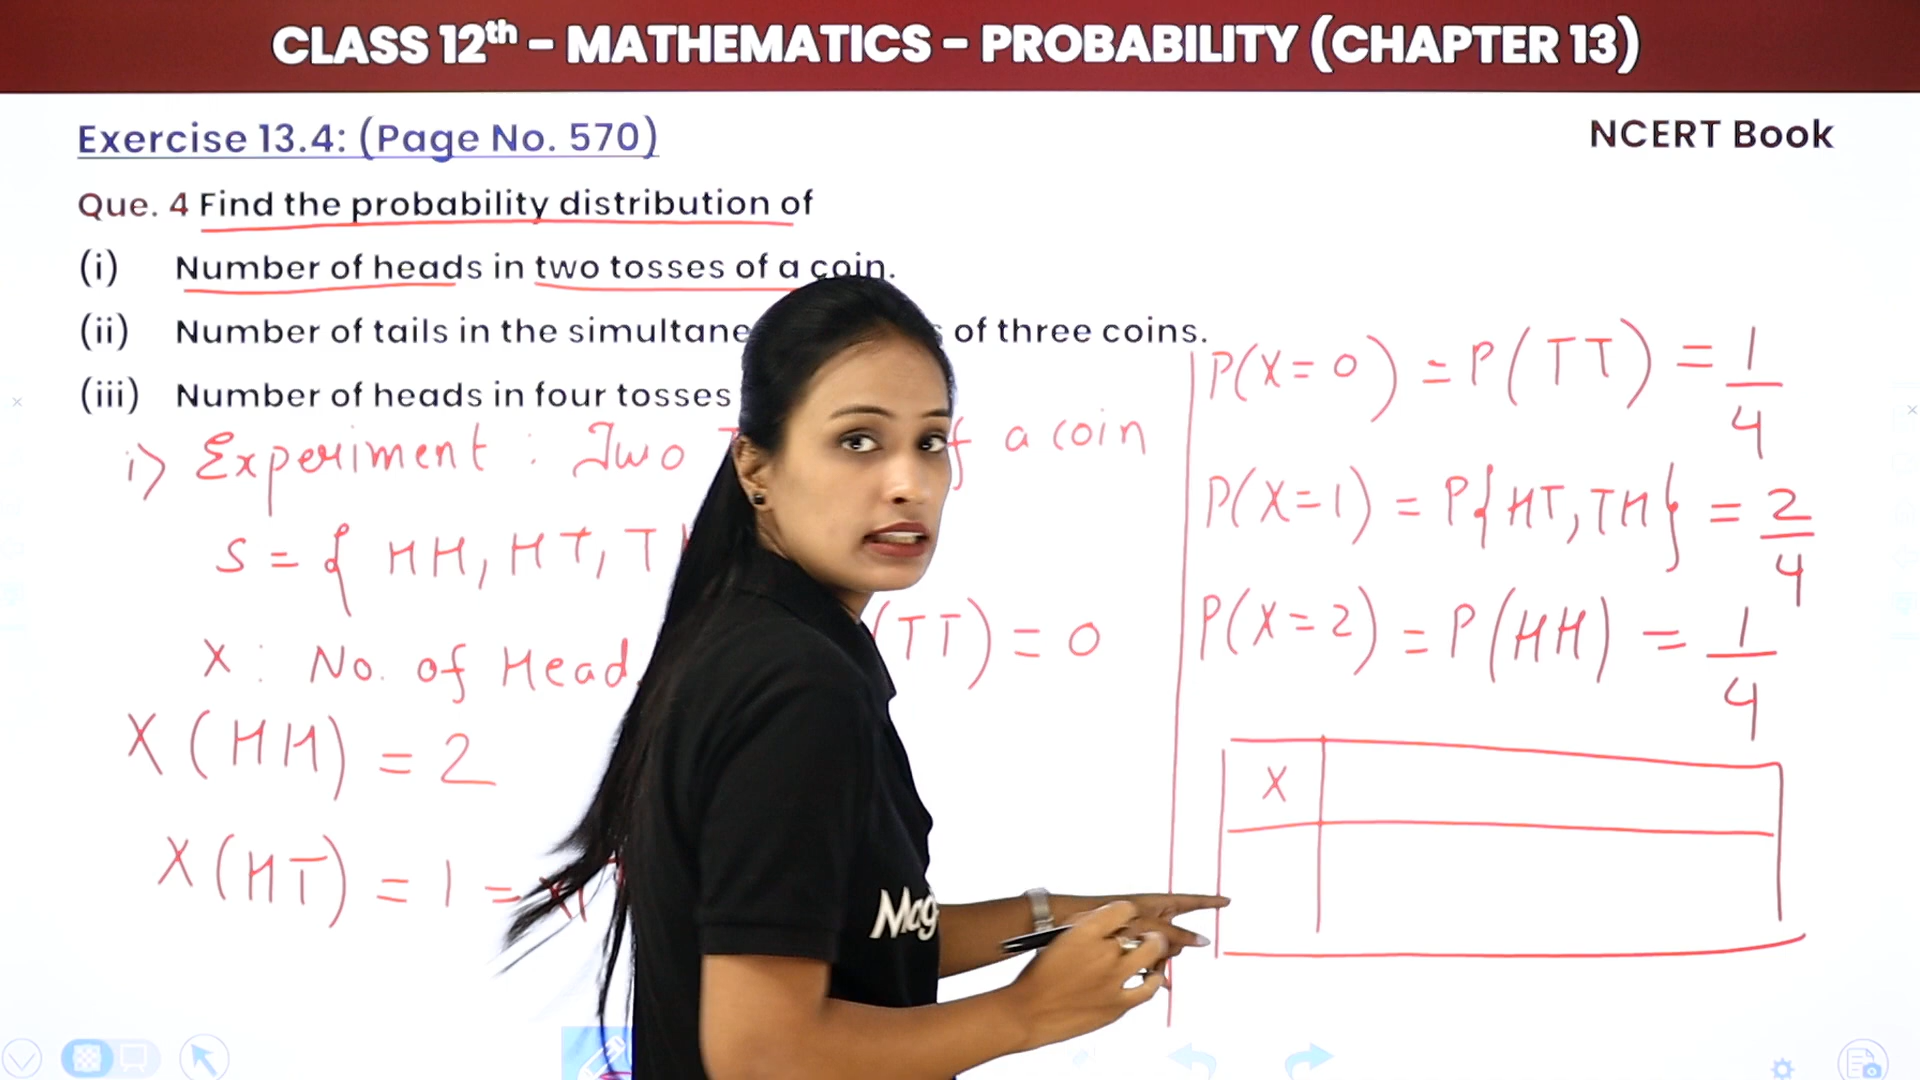 CLASS 12th – MATHEMATICS – PROBABILITY (CHAPTER 13)
Exercise 13.4: (Page No. 570)
NCERT Book
Que. 4 Find the probability distribution of
(i) Number of heads in two tosses of a coin.
(ii) Number of tails in the of three coins.
(iii) Number of heads in four tosses
i) Experiment : Two a coin
S = { HH, HT, T
X : No. of Head
(TT) = 0
X (HH) = 2
X (HT) = 1 =
P(X = 0) = P(TT) = 1/4
P(X=1) = P{HT, TH} = 2/4
P(X=2) = P(HH) = 1/4
X